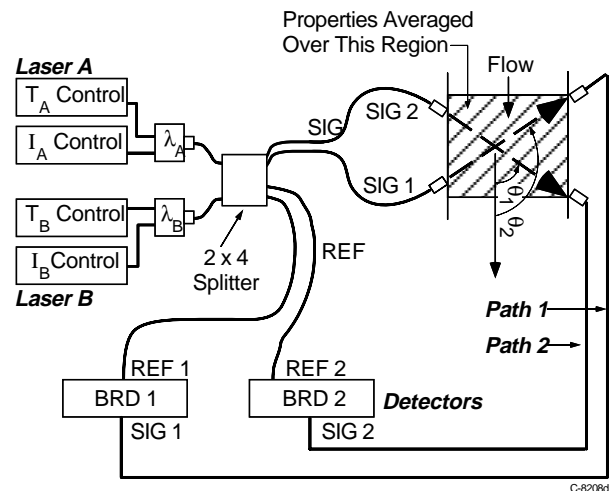 Properties Averaged
Over This Region
Flow
Laser A
T_A Control
I_A Control
λ_A
SIG
SIG 2
SIG 1
T_B Control
I_B Control
λ_B
Laser B
2 x 4
Splitter
REF
θ1
θ2
Path 1
Path 2
REF 1
BRD 1
SIG 1
REF 2
BRD 2
SIG 2
Detectors
C-8208d